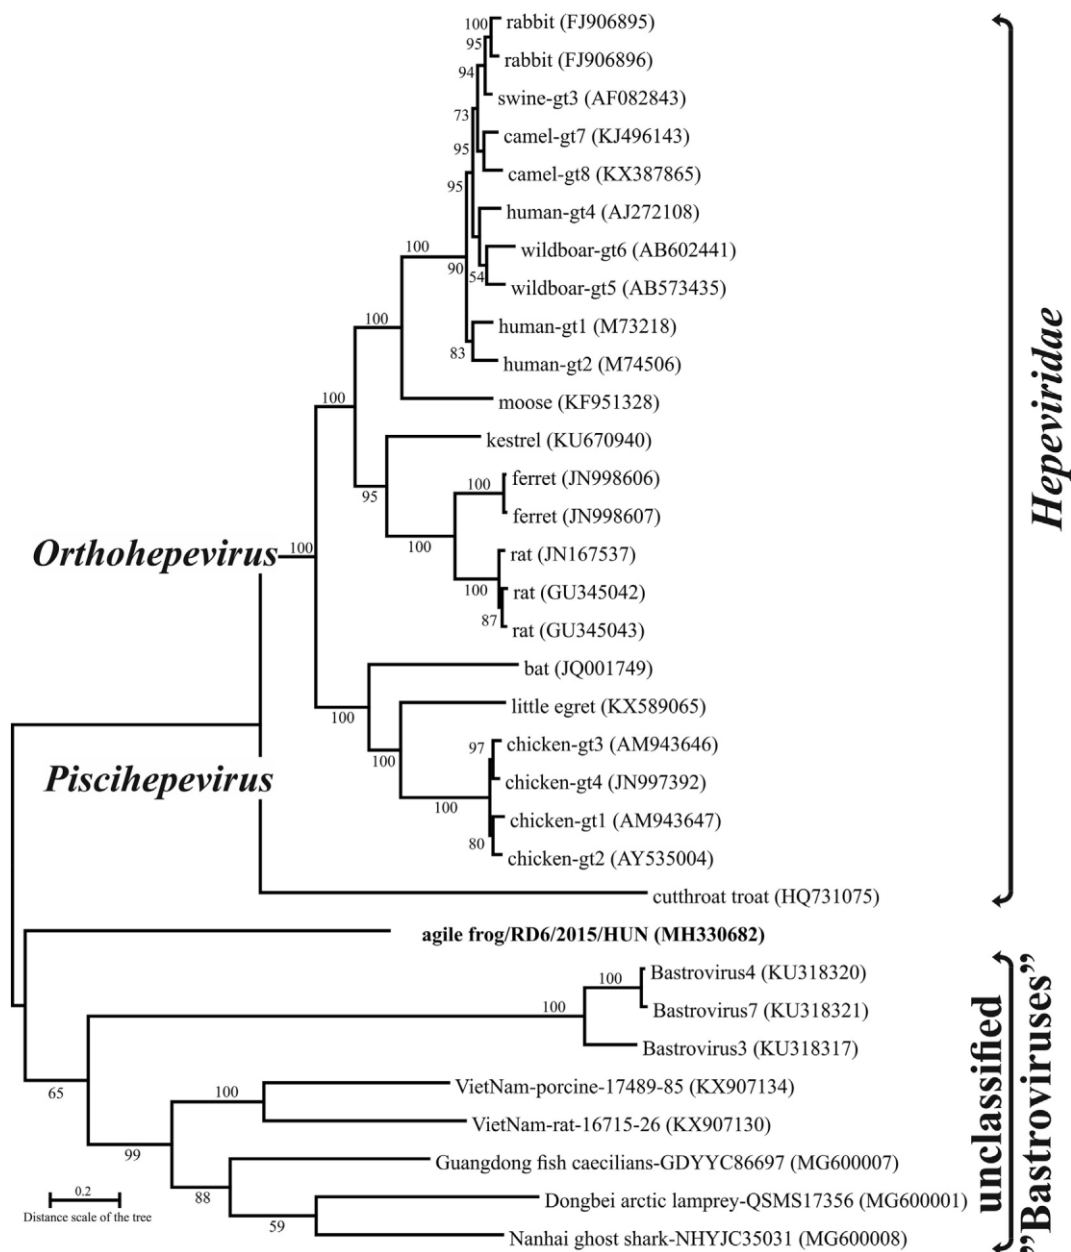 100
rabbit (FJ906895)
95
rabbit (FJ906896)
94
swine-gt3 (AF082843)
73
camel-gt7 (KJ496143)
95
camel-gt8 (KX387865)
95
human-gt4 (AJ272108)
100
wildboar-gt6 (AB602441)
90
54
wildboar-gt5 (AB573435)
100
human-gt1 (M73218)
83
human-gt2 (M74506)
100
moose (KF951328)
kestrel (KU670940)
95
100
ferret (JN998606)
ferret (JN998607)
100
Orthohepevirus
100
rat (JN167537)
100
rat (GU345042)
87
rat (GU345043)
bat (JQ001749)
100
little egret (KX589065)
100
97
chicken-gt3 (AM943646)
Piscihepevirus
chicken-gt4 (JN997392)
100
chicken-gt1 (AM943647)
80
chicken-gt2 (AY535004)
cutthroat troat (HQ731075)
Hepeviridae
agile frog/RD6/2015/HUN (MH330682)
100
Bastrovirus4 (KU318320)
100
Bastrovirus7 (KU318321)
Bastrovirus3 (KU318317)
65
100
VietNam-porcine-17489-85 (KX907134)
VietNam-rat-16715-26 (KX907130)
99
Guangdong fish caecilians-GDYYC86697 (MG600007)
88
Dongbei arctic lamprey-QSMS17356 (MG600001)
59
Nanhai ghost shark-NHYJC35031 (MG600008)
unclassified
"Bastroviruses"
0.2
Distance scale of the tree